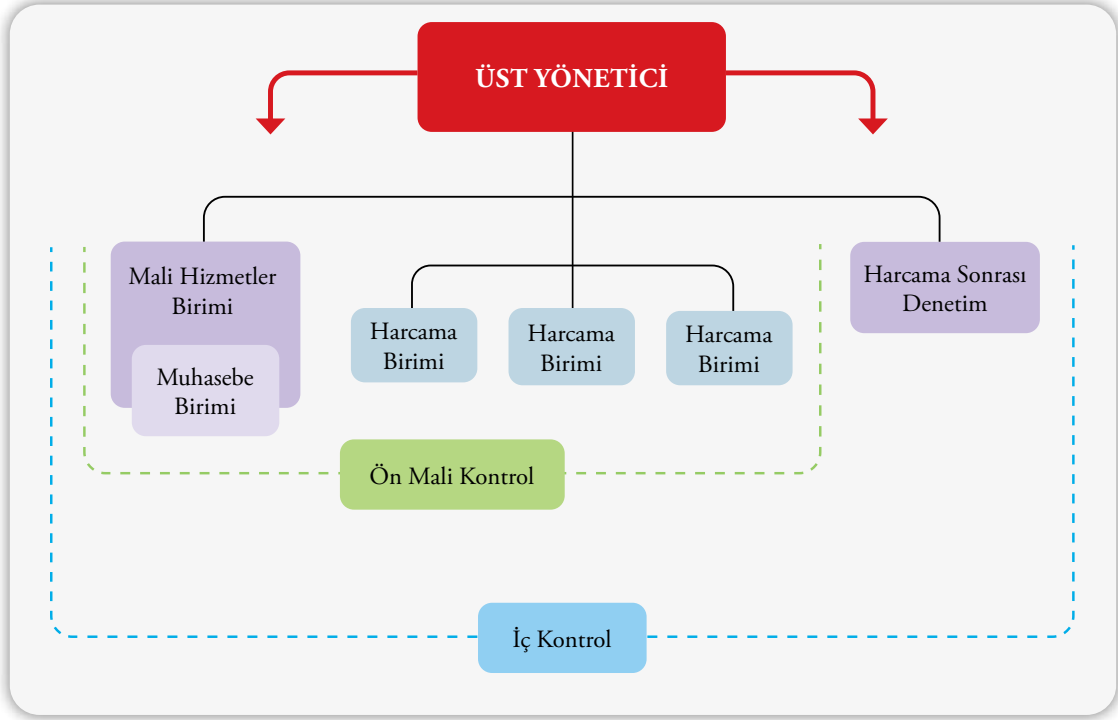 ÜST YÖNETİCİ
Mali Hizmetler
Birimi
Muhasebe
Birimi
Harcama
Birimi
Harcama
Birimi
Harcama
Birimi
Harcama Sonrası
Denetim
Ön Mali Kontrol
İç Kontrol